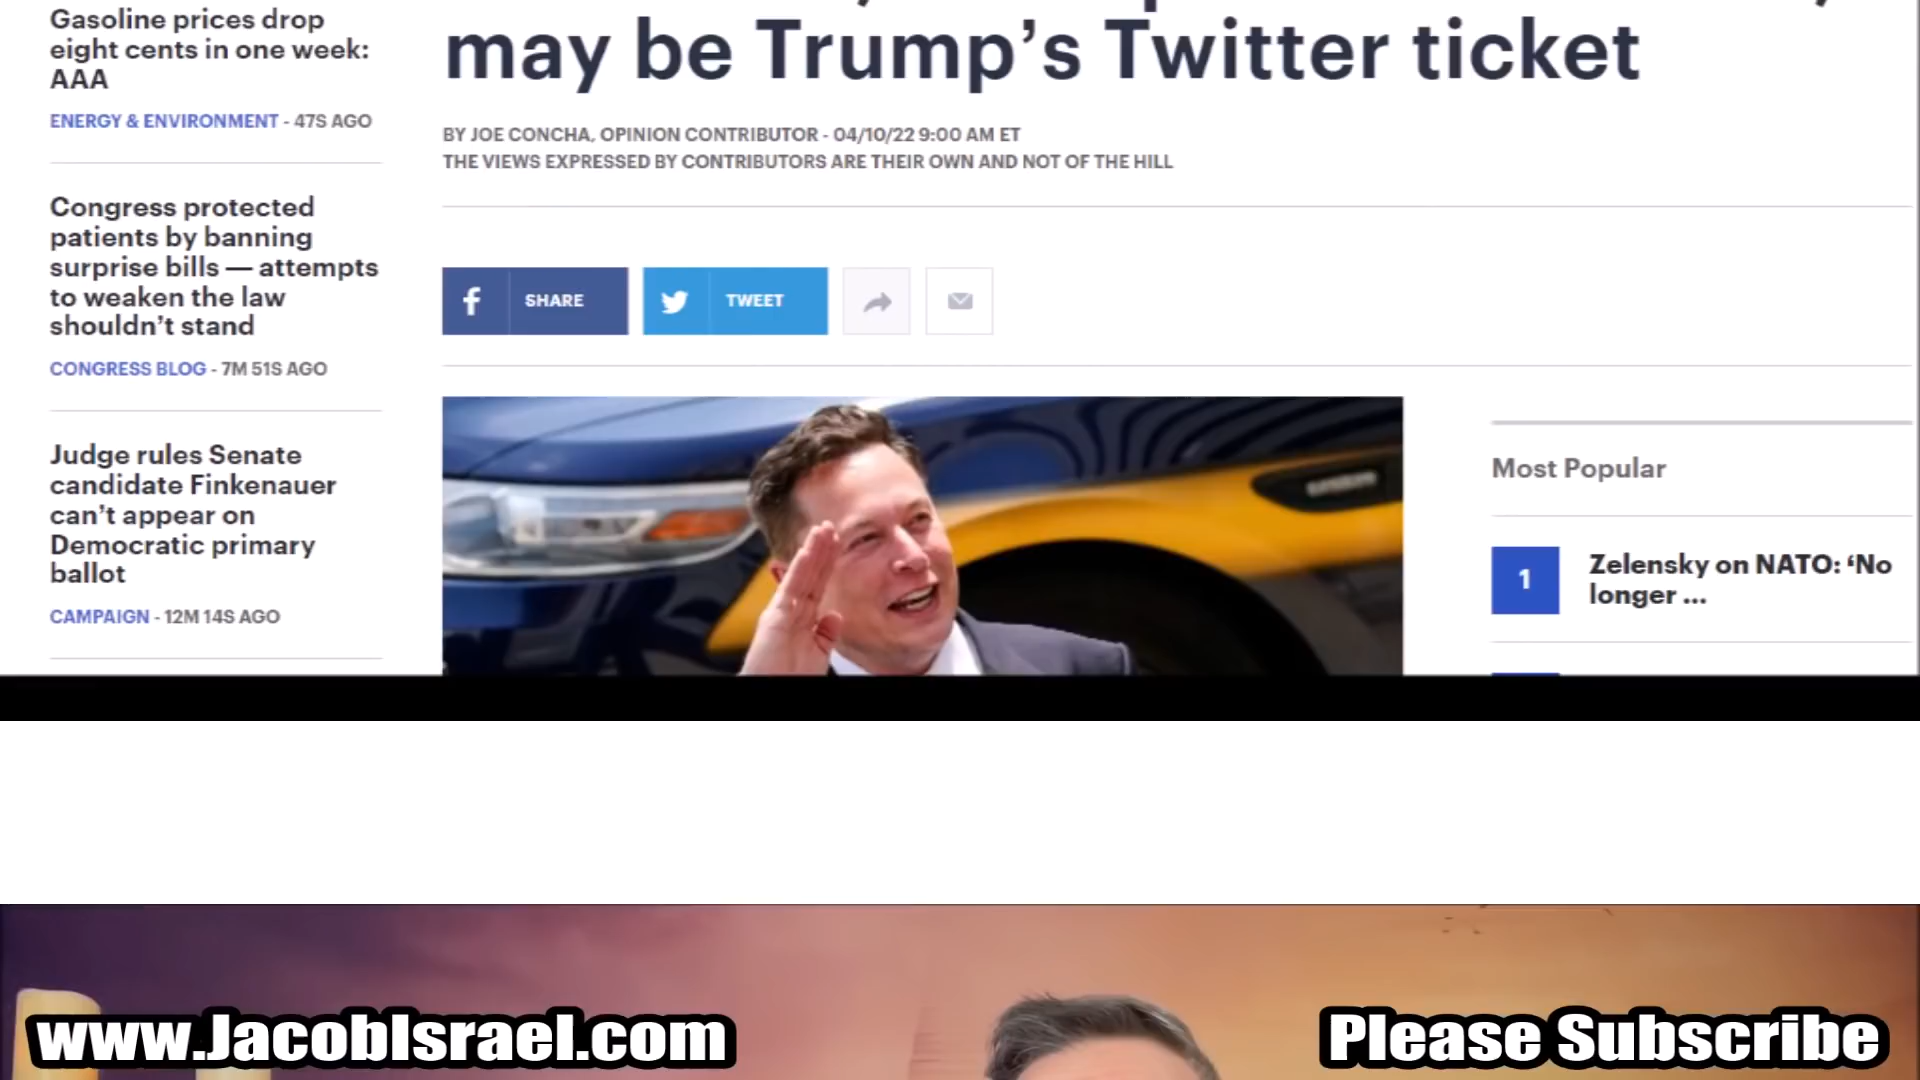 Gasoline prices drop
eight cents in one week:
AAA
ENERGY & ENVIRONMENT - 47S AGO
Congress protected
patients by banning
surprise bills — attempts
to weaken the law
shouldn't stand
CONGRESS BLOG - 7M 51S AGO
Judge rules Senate
candidate Finkenauer
can't appear on
Democratic primary
ballot
CAMPAIGN - 12M 14S AGO
may be Trump's Twitter ticket
BY JOE CONCHA, OPINION CONTRIBUTOR - 04/10/22 9:00 AM ET
THE VIEWS EXPRESSED BY CONTRIBUTORS ARE THEIR OWN AND NOT OF THE HILL
f SHARE
TWEET
Most Popular
1 Zelensky on NATO: ‘No
longer ...
www.JacobIsrael.com
Please Subscribe